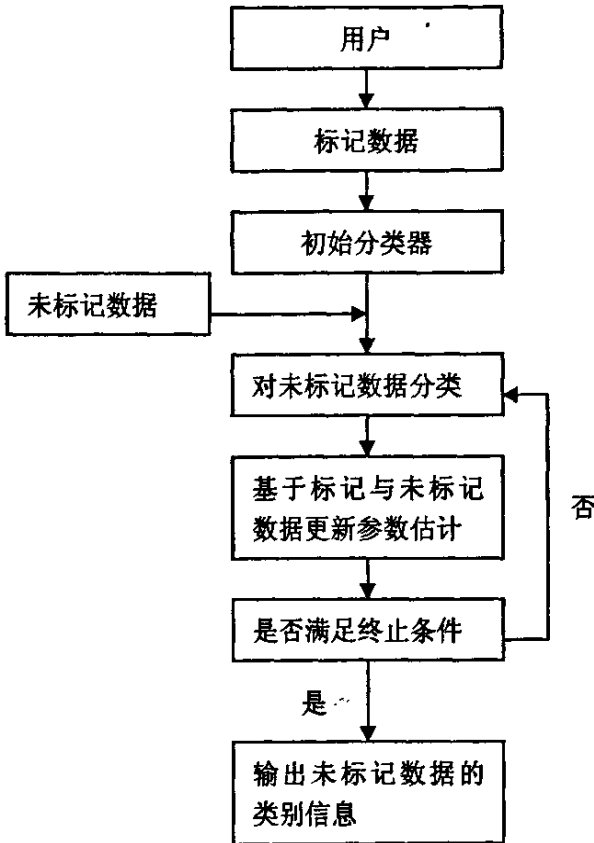 用户
标记数据
初始分类器
未标记数据
对未标记数据分类
基于标记与未标记
数据更新参数估计
否
是否满足终止条件
是
输出未标记数据的
类别信息